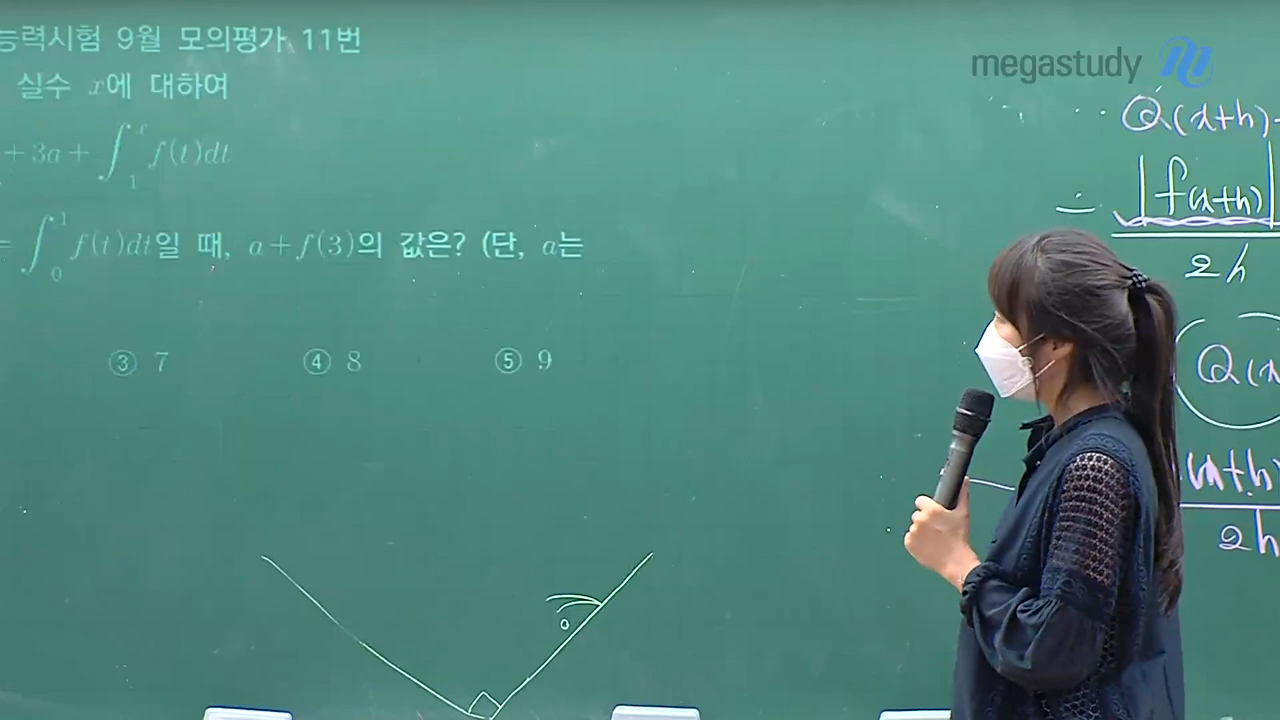 능력시험 9월 모의평가 11번
실수 x에 대하여
+ 3a + ∫₁ˣ f(t)dt
= ∫₀¹ f(t)dt일 때, a+f(3)의 값은? (단, a는
③ 7 ④ 8 ⑤ 9
megastudy
Q(x+h)-
= |f(x+h)|
2h
Q(x
(x+h)
2h